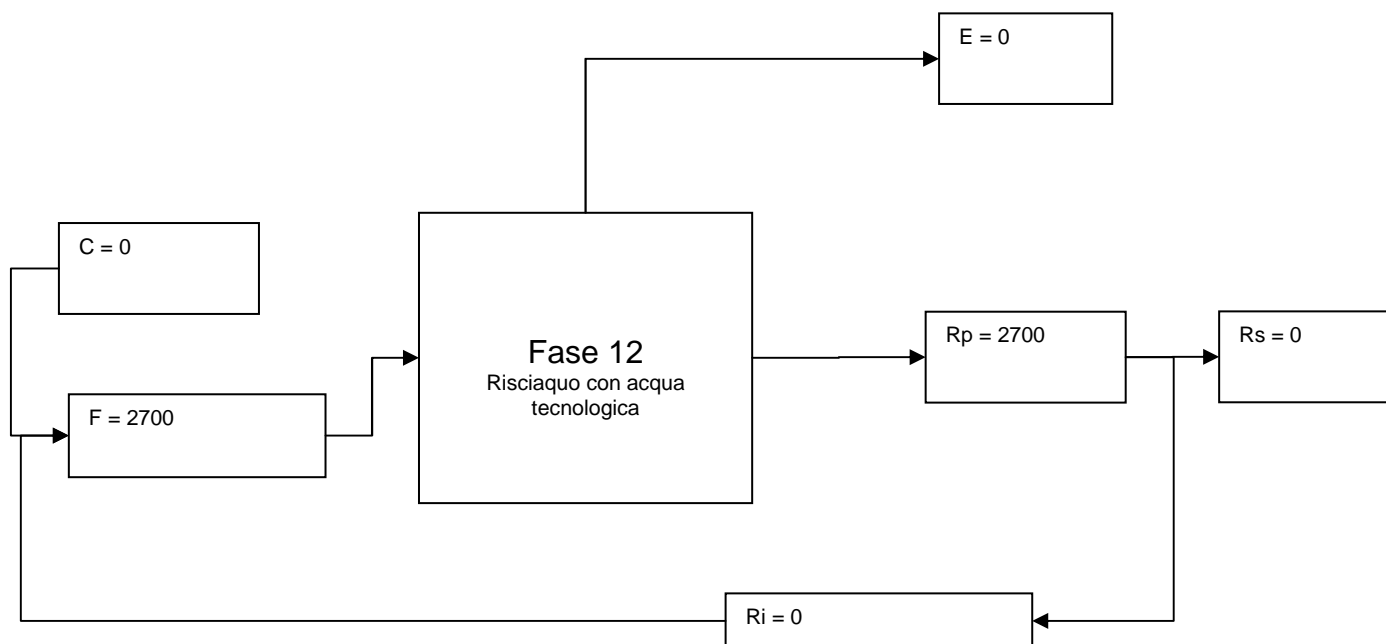 E = 0
C = 0
Fase 12
Risciaquo con acqua
tecnologica
Rp = 2700
Rs = 0
F = 2700
Ri = 0